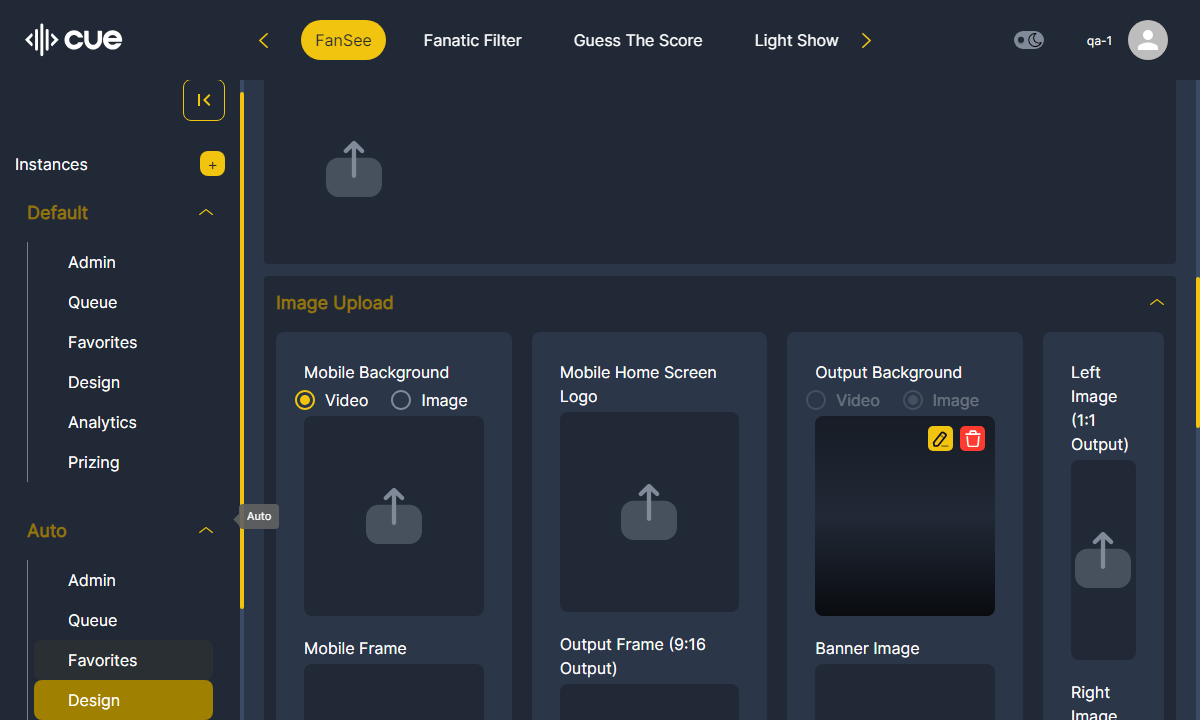 CUE
FanSee
Fanatic Filter
Guess The Score
Light Show
qa-1
Instances
+
Default
Admin
Queue
Favorites
Design
Analytics
Prizing
Auto
Auto
Admin
Queue
Favorites
Design
Image Upload
Mobile Background
Video
Image
Mobile Home Screen
Logo
Output Background
Video
Image
Left
Image
(1:1
Output)
Mobile Frame
Output Frame (9:16
Output)
Banner Image
Right
Image